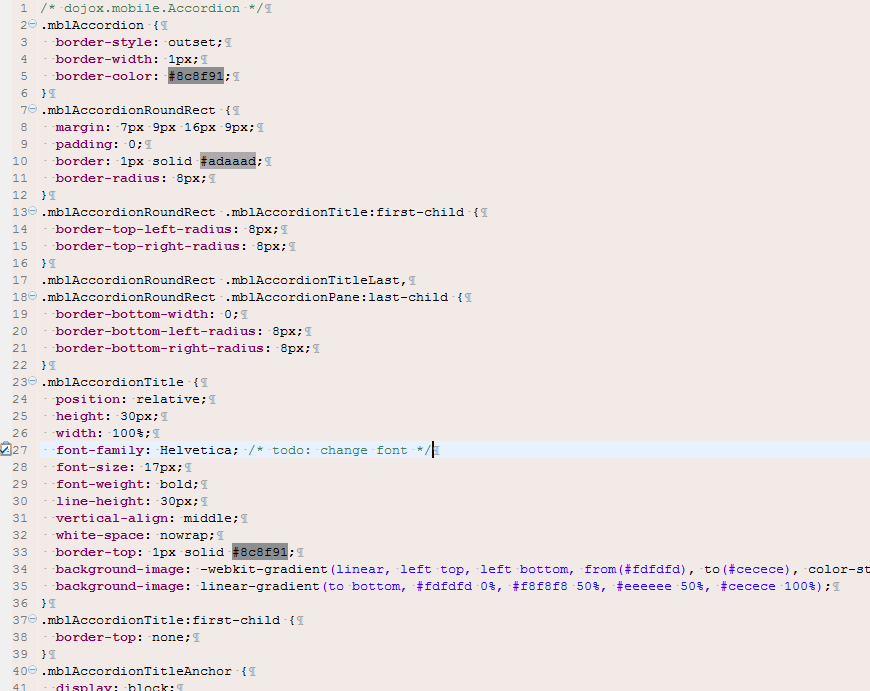 1 /* dojox.mobile.Accordion */¶
2 .mblAccordion {¶
3 border-style: outset;¶
4 border-width: 1px;¶
5 border-color: #8c8f91;¶
6 }¶
7 .mblAccordionRoundRect {¶
8 margin: 7px 9px 16px 9px;¶
9 padding: 0;¶
10 border: 1px solid #adaaad;¶
11 border-radius: 8px;¶
12 }¶
13 .mblAccordionRoundRect .mblAccordionTitle:first-child {¶
14 border-top-left-radius: 8px;¶
15 border-top-right-radius: 8px;¶
16 }¶
17 .mblAccordionRoundRect .mblAccordionTitleLast,¶
18 .mblAccordionRoundRect .mblAccordionPane:last-child {¶
19 border-bottom-width: 0;¶
20 border-bottom-left-radius: 8px;¶
21 border-bottom-right-radius: 8px;¶
22 }¶
23 .mblAccordionTitle {¶
24 position: relative;¶
25 height: 30px;¶
26 width: 100%;¶
27 font-family: Helvetica; /* todo: change font */¶
28 font-size: 17px;¶
29 font-weight: bold;¶
30 line-height: 30px;¶
31 vertical-align: middle;¶
32 white-space: nowrap;¶
33 border-top: 1px solid #8c8f91;¶
34 background-image: -webkit-gradient(linear, left top, left bottom, from(#fdfdfd), to(#cecece), color-st
35 background-image: linear-gradient(to bottom, #fdfdfd 0%, #f8f8f8 50%, #eeeeee 50%, #cecece 100%);¶
36 }¶
37 .mblAccordionTitle:first-child {¶
38 border-top: none;¶
39 }¶
40 .mblAccordionTitleAnchor {¶
41 display: block;¶